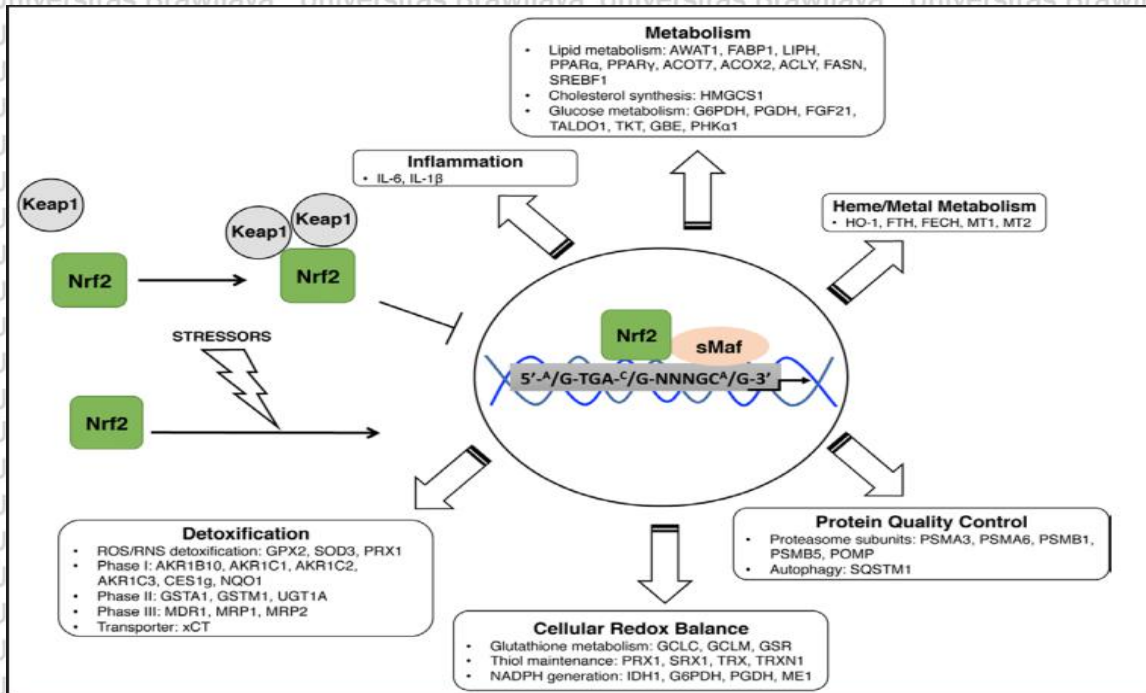 Metabolism
• Lipid metabolism: AWAT1, FABP1, LIPH,
PPARα, PPARγ, ACOT7, ACOX2, ACLY, FASN,
SREBF1
• Cholesterol synthesis: HMGCS1
• Glucose metabolism: G6PDH, PGDH, FGF21,
TALDO1, TKT, GBE, PHKα1
Inflammation
• IL-6, IL-1β
Heme/Metal Metabolism
• HO-1, FTH, FECH, MT1, MT2
Keap1
Keap1
Keap1
Nrf2
Nrf2
STRESSORS
Nrf2
Nrf2
sMaf
5'-A/G-TGA-C/G-NNNGCA/G-3'
Detoxification
• ROS/RNS detoxification: GPX2, SOD3, PRX1
• Phase I: AKR1B10, AKR1C1, AKR1C2,
AKR1C3, CES1g, NQO1
• Phase II: GSTA1, GSTM1, UGT1A
• Phase III: MDR1, MRP1, MRP2
• Transporter: xCT
Protein Quality Control
• Proteasome subunits: PSMA3, PSMA6, PSMB1,
PSMB5, POMP
• Autophagy: SQSTM1
Cellular Redox Balance
• Glutathione metabolism: GCLC, GCLM, GSR
• Thiol maintenance: PRX1, SRX1, TRX, TRXN1
• NADPH generation: IDH1, G6PDH, PGDH, ME1